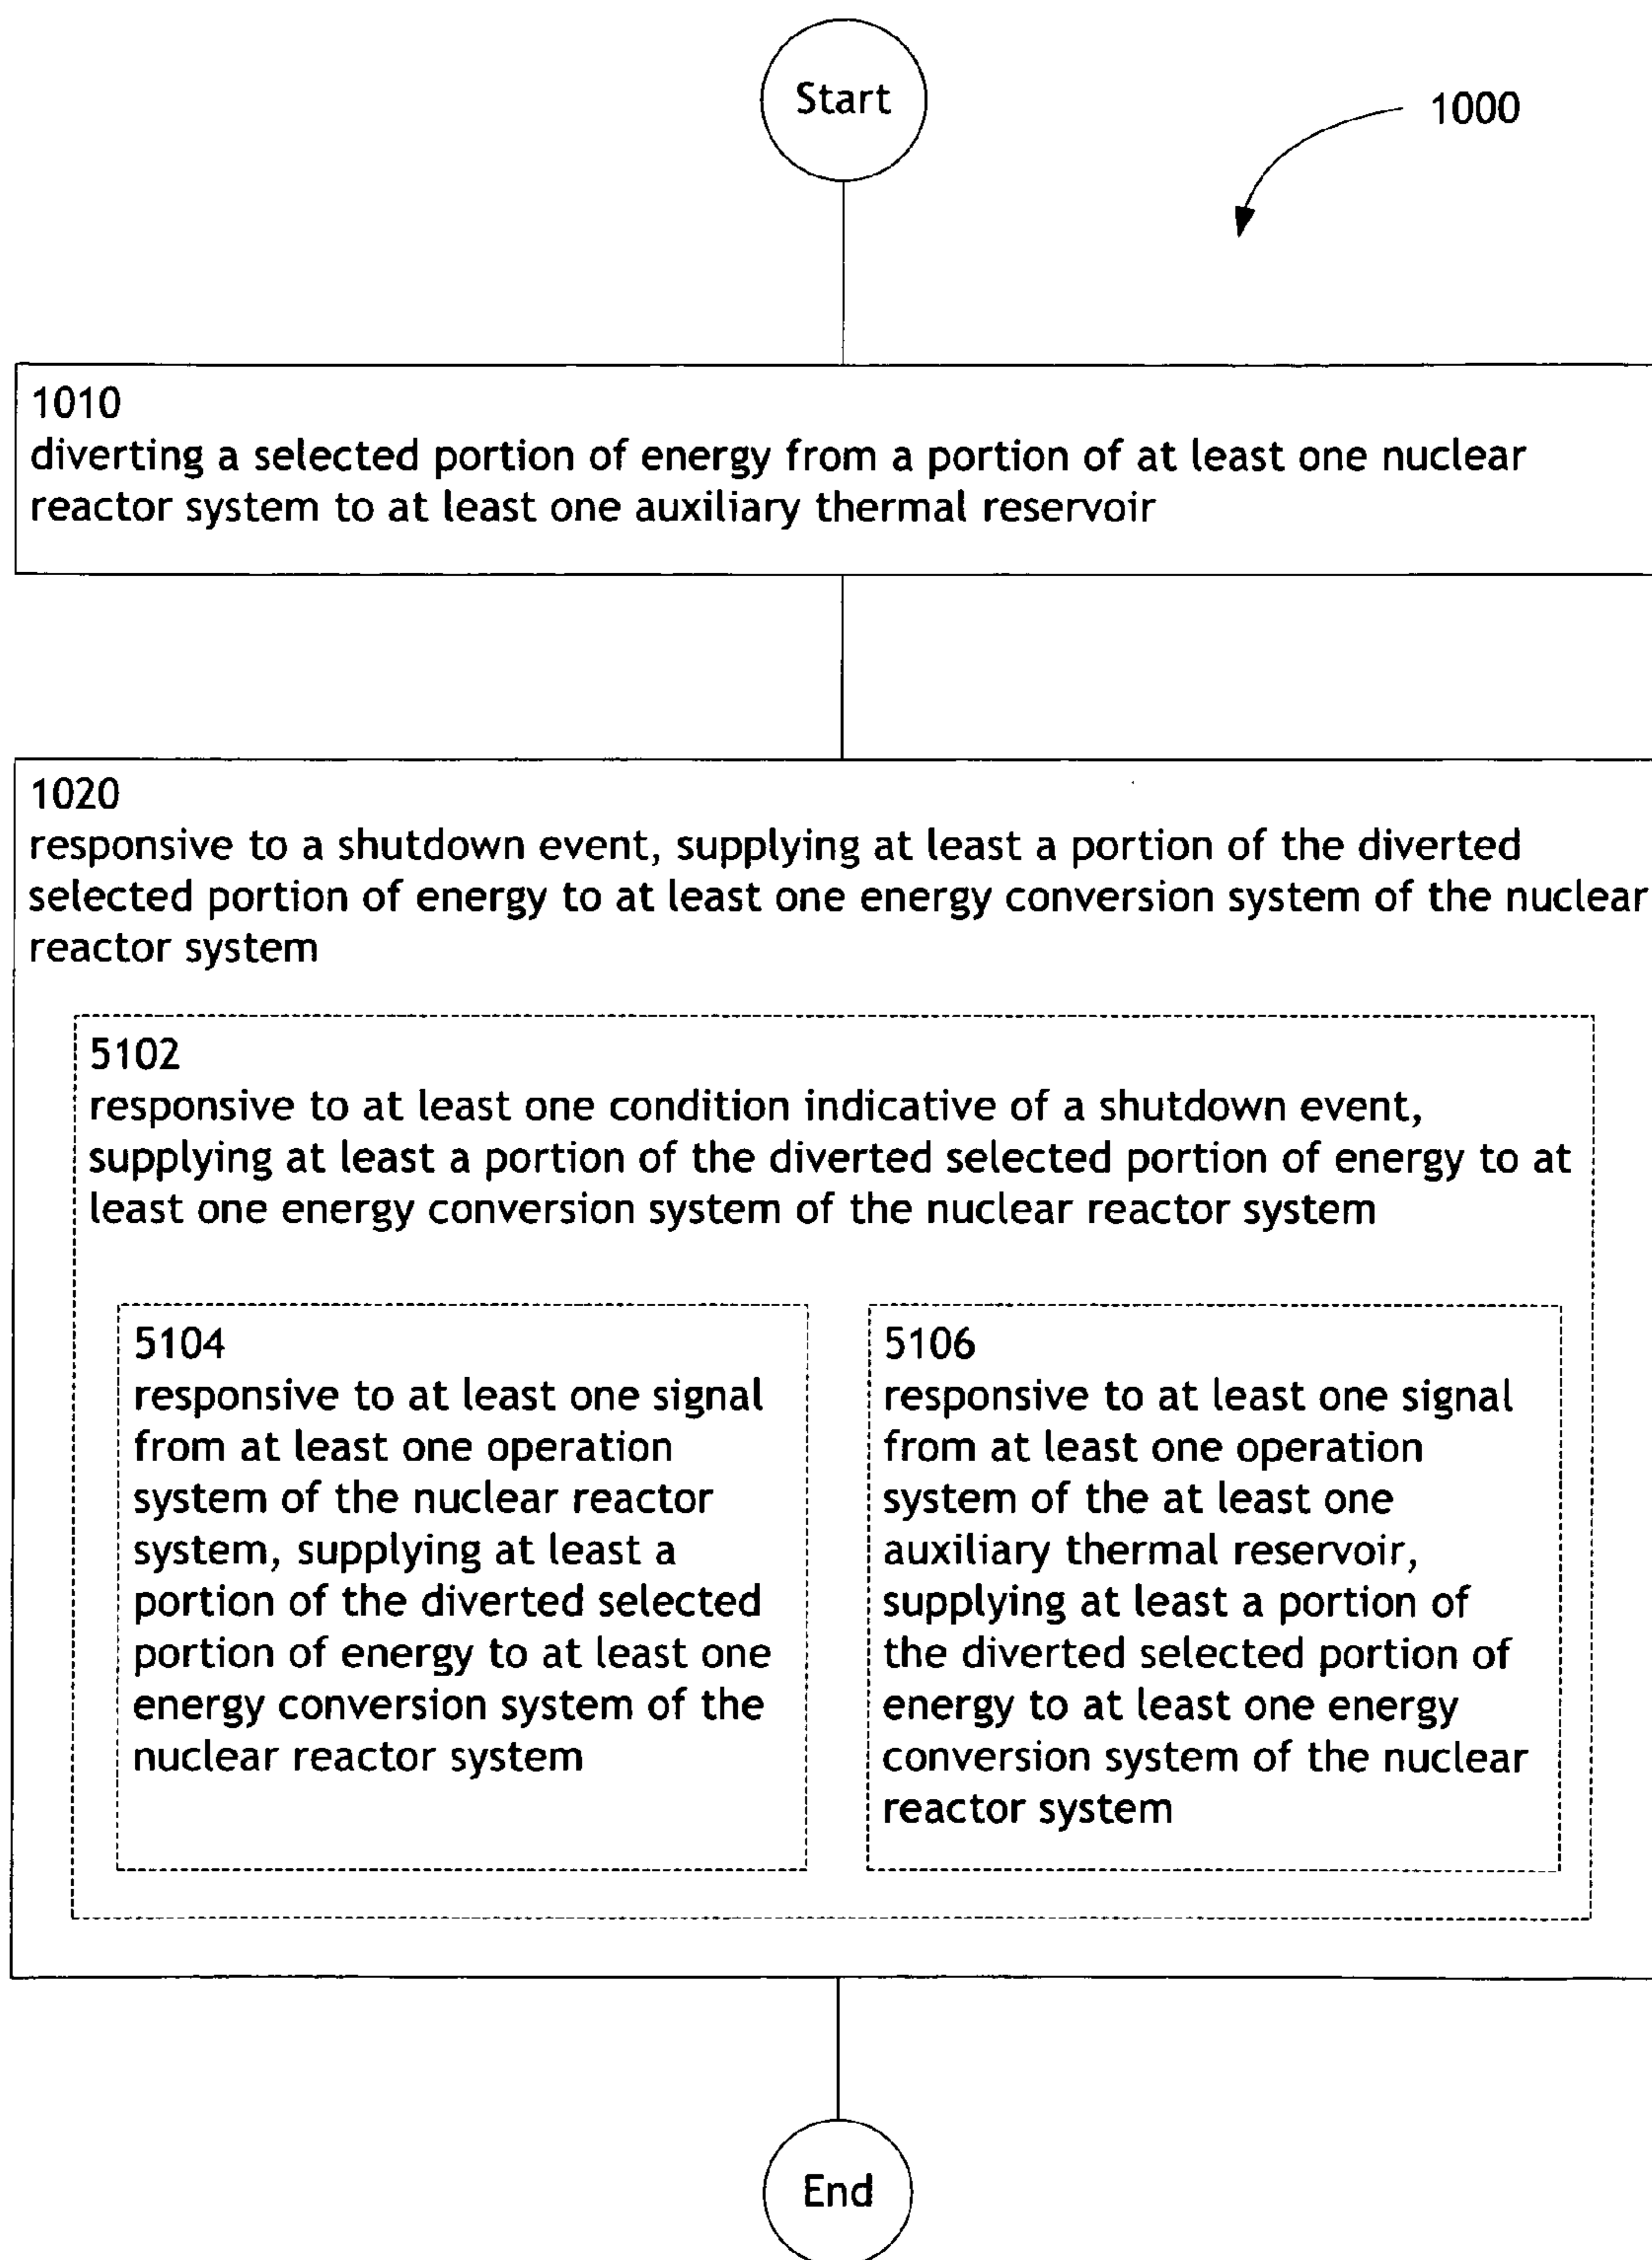 Start
1000
1010
diverting a selected portion of energy from a portion of at least one nuclear
reactor system to at least one auxiliary thermal reservoir
1020
responsive to a shutdown event, supplying at least a portion of the diverted
selected portion of energy to at least one energy conversion system of the nuclear
reactor system
5102
responsive to at least one condition indicative of a shutdown event,
supplying at least a portion of the diverted selected portion of energy to at
least one energy conversion system of the nuclear reactor system
5104
responsive to at least one signal
from at least one operation
system of the nuclear reactor
system, supplying at least a
portion of the diverted selected
portion of energy to at least one
energy conversion system of the
nuclear reactor system
5106
responsive to at least one signal
from at least one operation
system of the at least one
auxiliary thermal reservoir,
supplying at least a portion of
the diverted selected portion of
energy to at least one energy
conversion system of the nuclear
reactor system
End